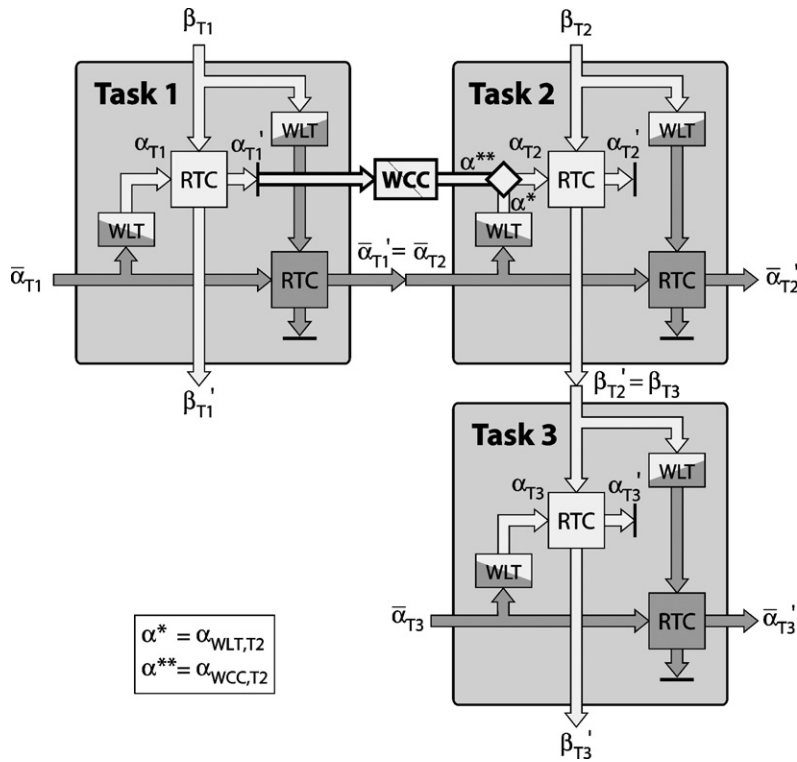 β_T1
β_T2
Task 1
Task 2
WLT
WLT
α_T1
α_T1'
α**
α_T2
α_T2'
RTC
WCC
RTC
α*
WLT
WLT
ᾱ_T1
RTC
ᾱ_T1' = ᾱ_T2
RTC
ᾱ_T2'
β_T1'
β_T2' = β_T3
Task 3
WLT
α_T3
α_T3'
RTC
WLT
ᾱ_T3
RTC
ᾱ_T3'
α* = α_WLT,T2
α** = α_WCC,T2
β_T3'